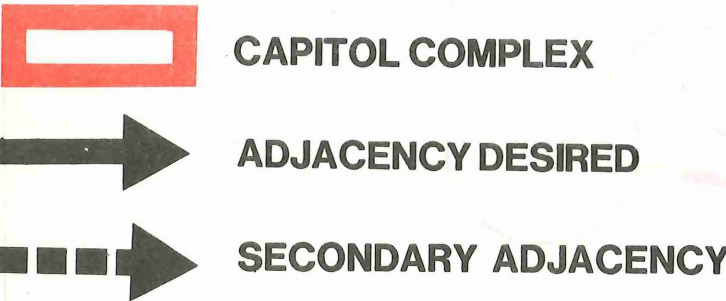 CAPITOL COMPLEX
ADJACENCY DESIRED
SECONDARY ADJACENCY